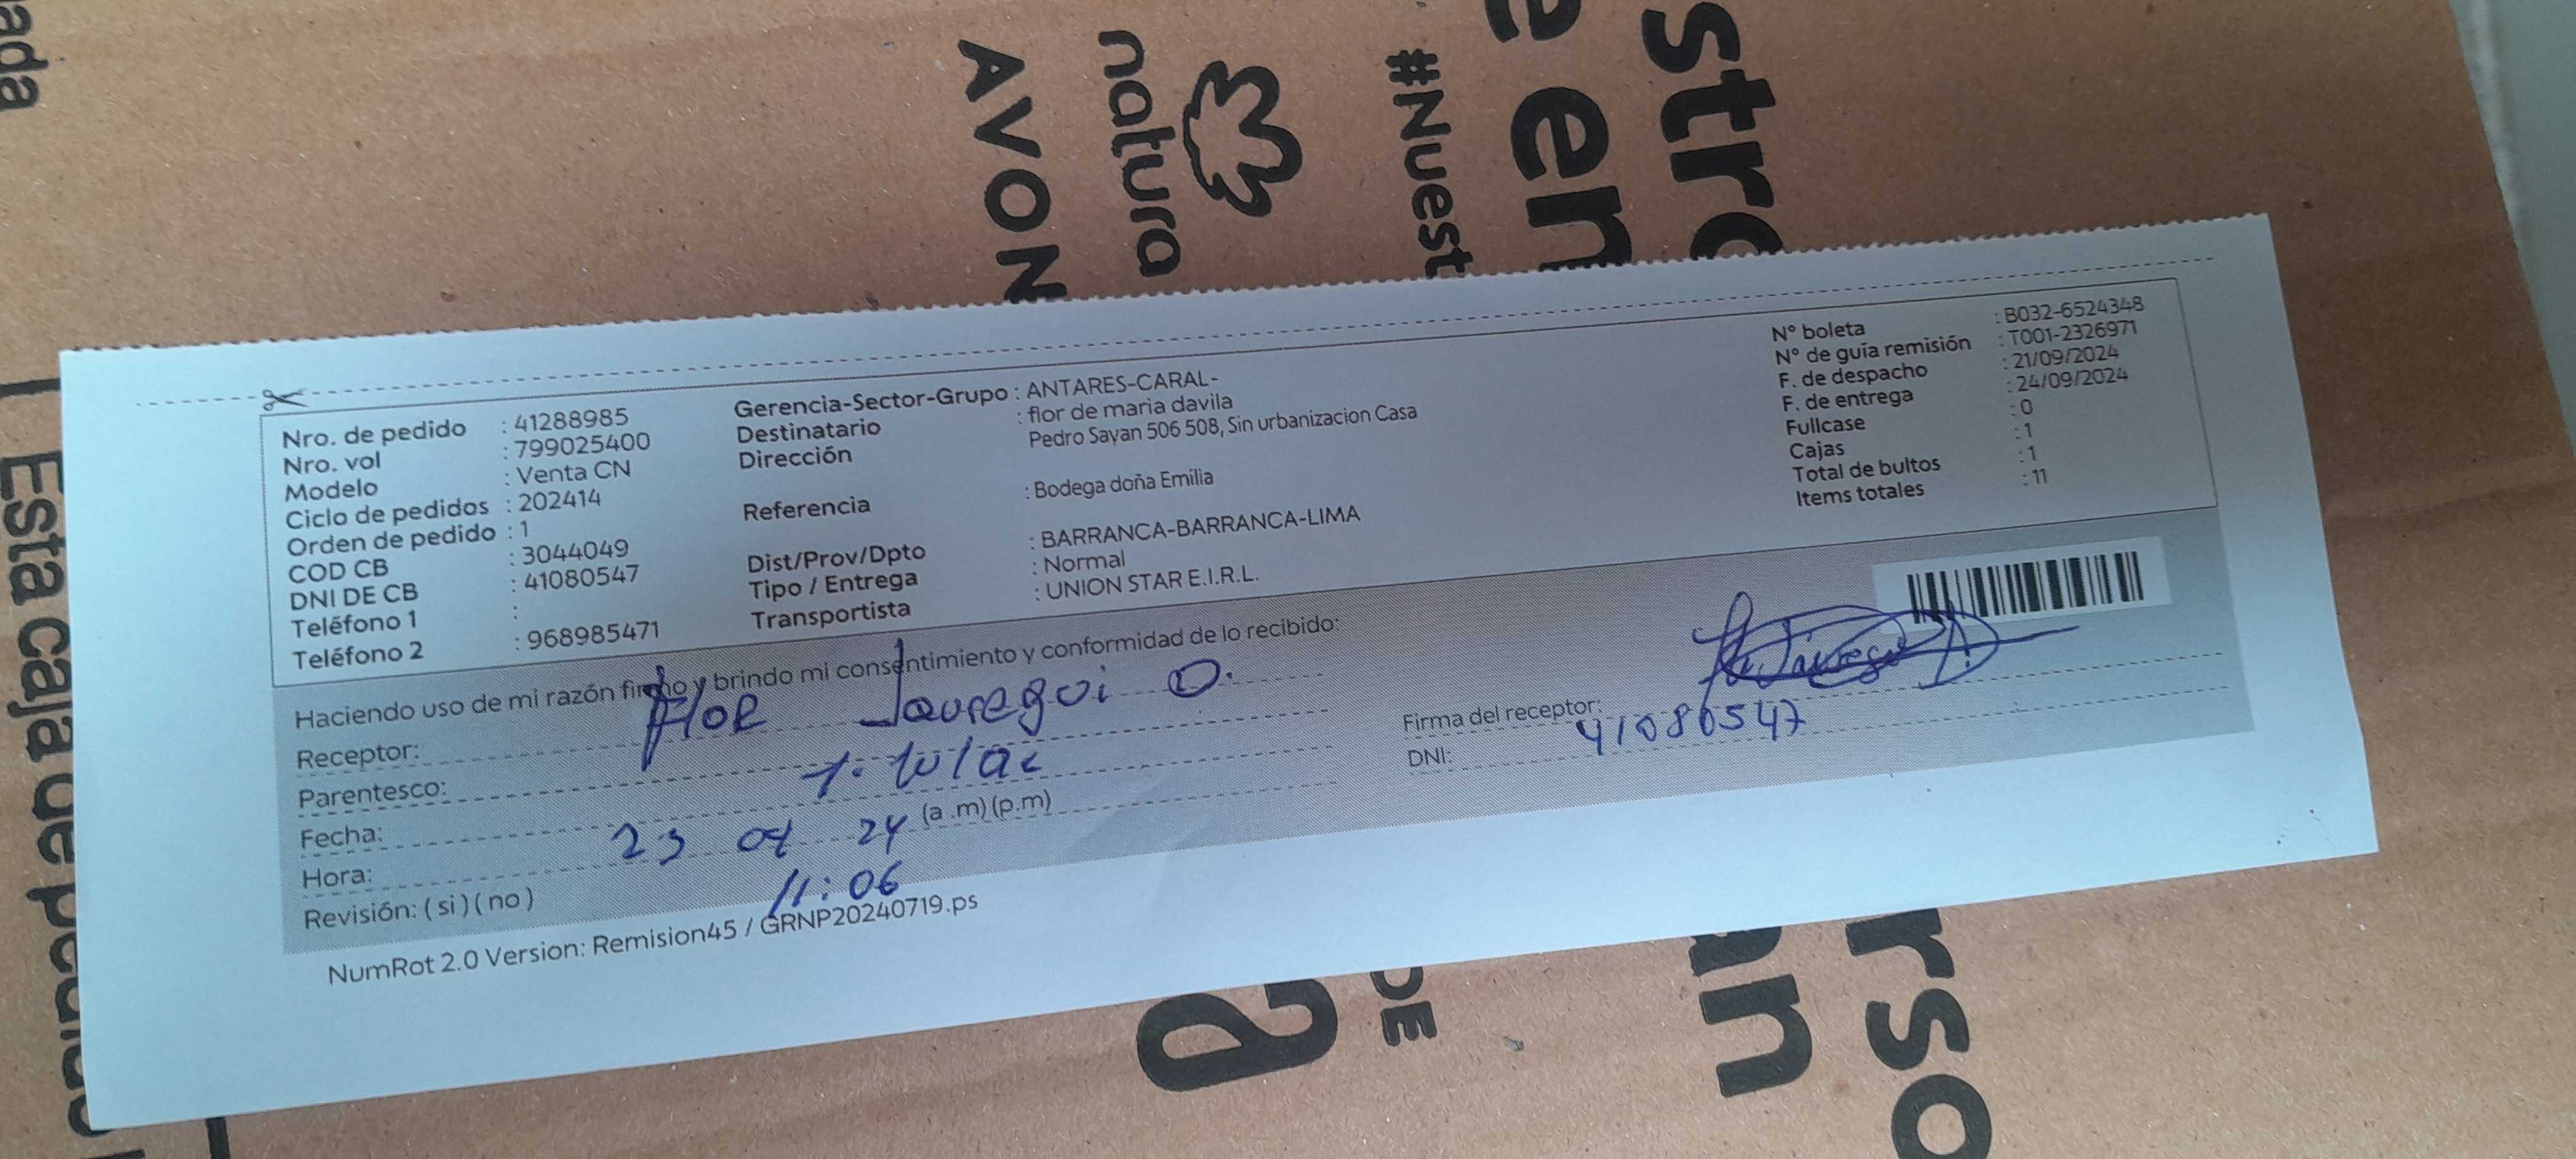 ada
AVON
natura
#Nuest
e en
stro
Esta caja de
Nro. de pedido : 41288985
Nro. vol : 799025400
Modelo : Venta CN
Ciclo de pedidos : 202414
Orden de pedido : 1
COD CB : 3044049
DNI DE CB : 41080547
Teléfono 1 :
Teléfono 2 : 968985471
Gerencia-Sector-Grupo : ANTARES-CARAL-
Destinatario : flor de maria davila
Dirección Pedro Sayan 506 508, Sin urbanizacion Casa
Referencia : Bodega doña Emilia
Dist/Prov/Dpto : BARRANCA-BARRANCA-LIMA
Tipo / Entrega : Normal
Transportista : UNION STAR E.I.R.L.
N° boleta : B032-6524348
N° de guía remisión : T001-2326971
F. de despacho : 21/09/2024
F. de entrega : 24/09/2024
Fullcase : 0
Cajas : 1
Total de bultos : 1
Items totales : 11
Haciendo uso de mi razón firmo y brindo mi consentimiento y conformidad de lo recibido:
Receptor: Flor Jauregui D.
Parentesco: Titular
Fecha: 23 09 24
Hora: (a .m) (p.m) 11:06
Revisión: ( si ) ( no )
Firma del receptor:
DNI: 41080547
NumRot 2.0 Version: Remision45 / GRNP20240719.ps
DE
an
rso